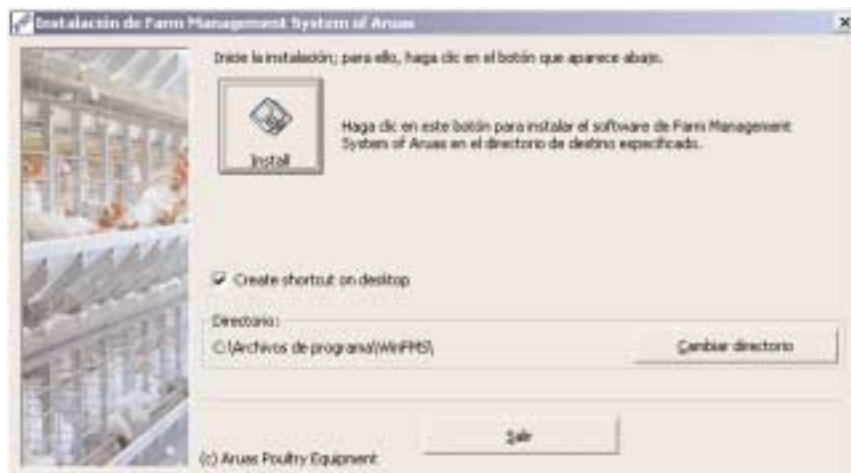 Instalación de Farm Management System of Aruas
Inicie la instalación; para ello, haga clic en el botón que aparece abajo.
Install
Haga clic en este botón para instalar el software de Farm Management
System of Aruas en el directorio de destino especificado.
Create shortcut on desktop
Directorio:
C:\Archivos de programa\WinFMS\
Cambiar directorio
Salir
(c) Aruas Poultry Equipment